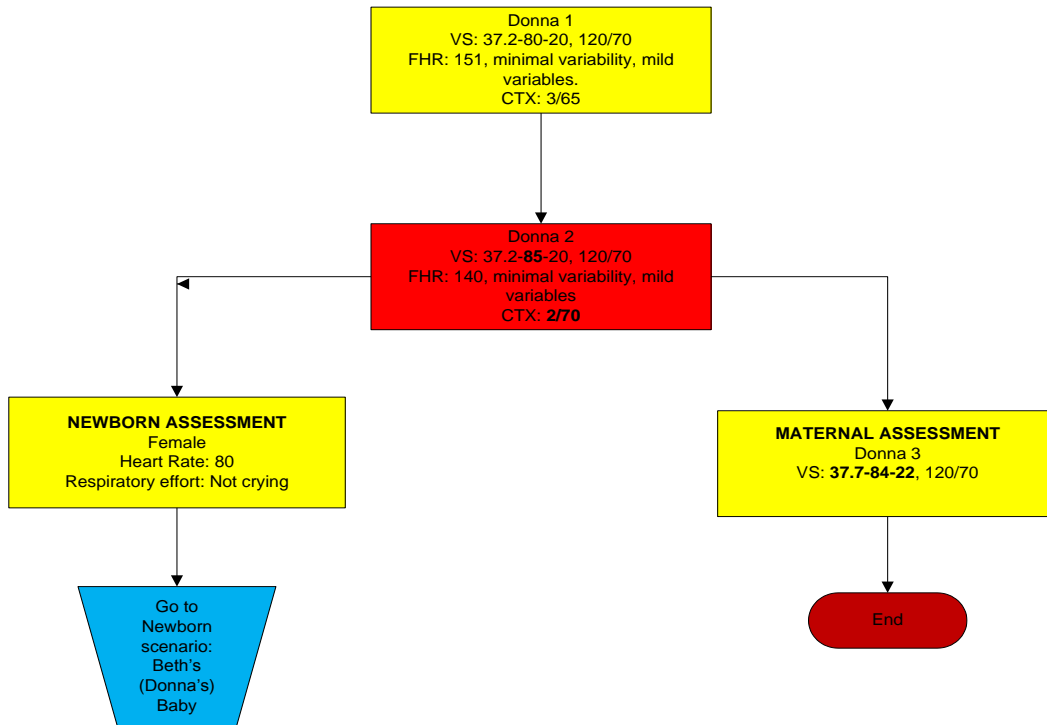 Donna 1
VS: 37.2-80-20, 120/70
FHR: 151, minimal variability, mild
variables.
CTX: 3/65
Donna 2
VS: 37.2-85-20, 120/70
FHR: 140, minimal variability, mild
variables
CTX: 2/70
NEWBORN ASSESSMENT
Female
Heart Rate: 80
Respiratory effort: Not crying
MATERNAL ASSESSMENT
Donna 3
VS: 37.7-84-22, 120/70
Go to
Newborn
scenario:
Beth's
(Donna's)
Baby
End